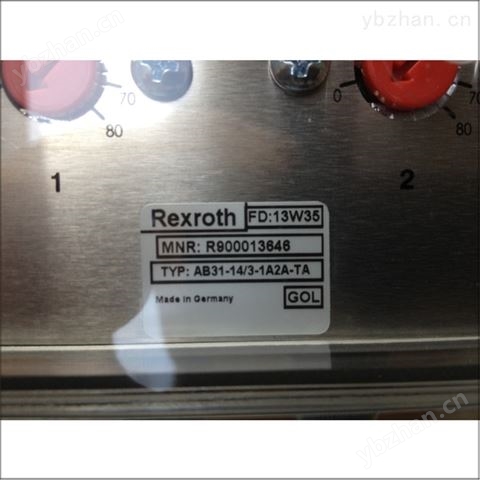 ybzhan.cn
70
80
0
70
80
1
2
Rexroth FD:13W35
MNR: R900013646
TYP: AB31-14/3-1A2A-TA
Made in Germany GOL
ybzhan.cn